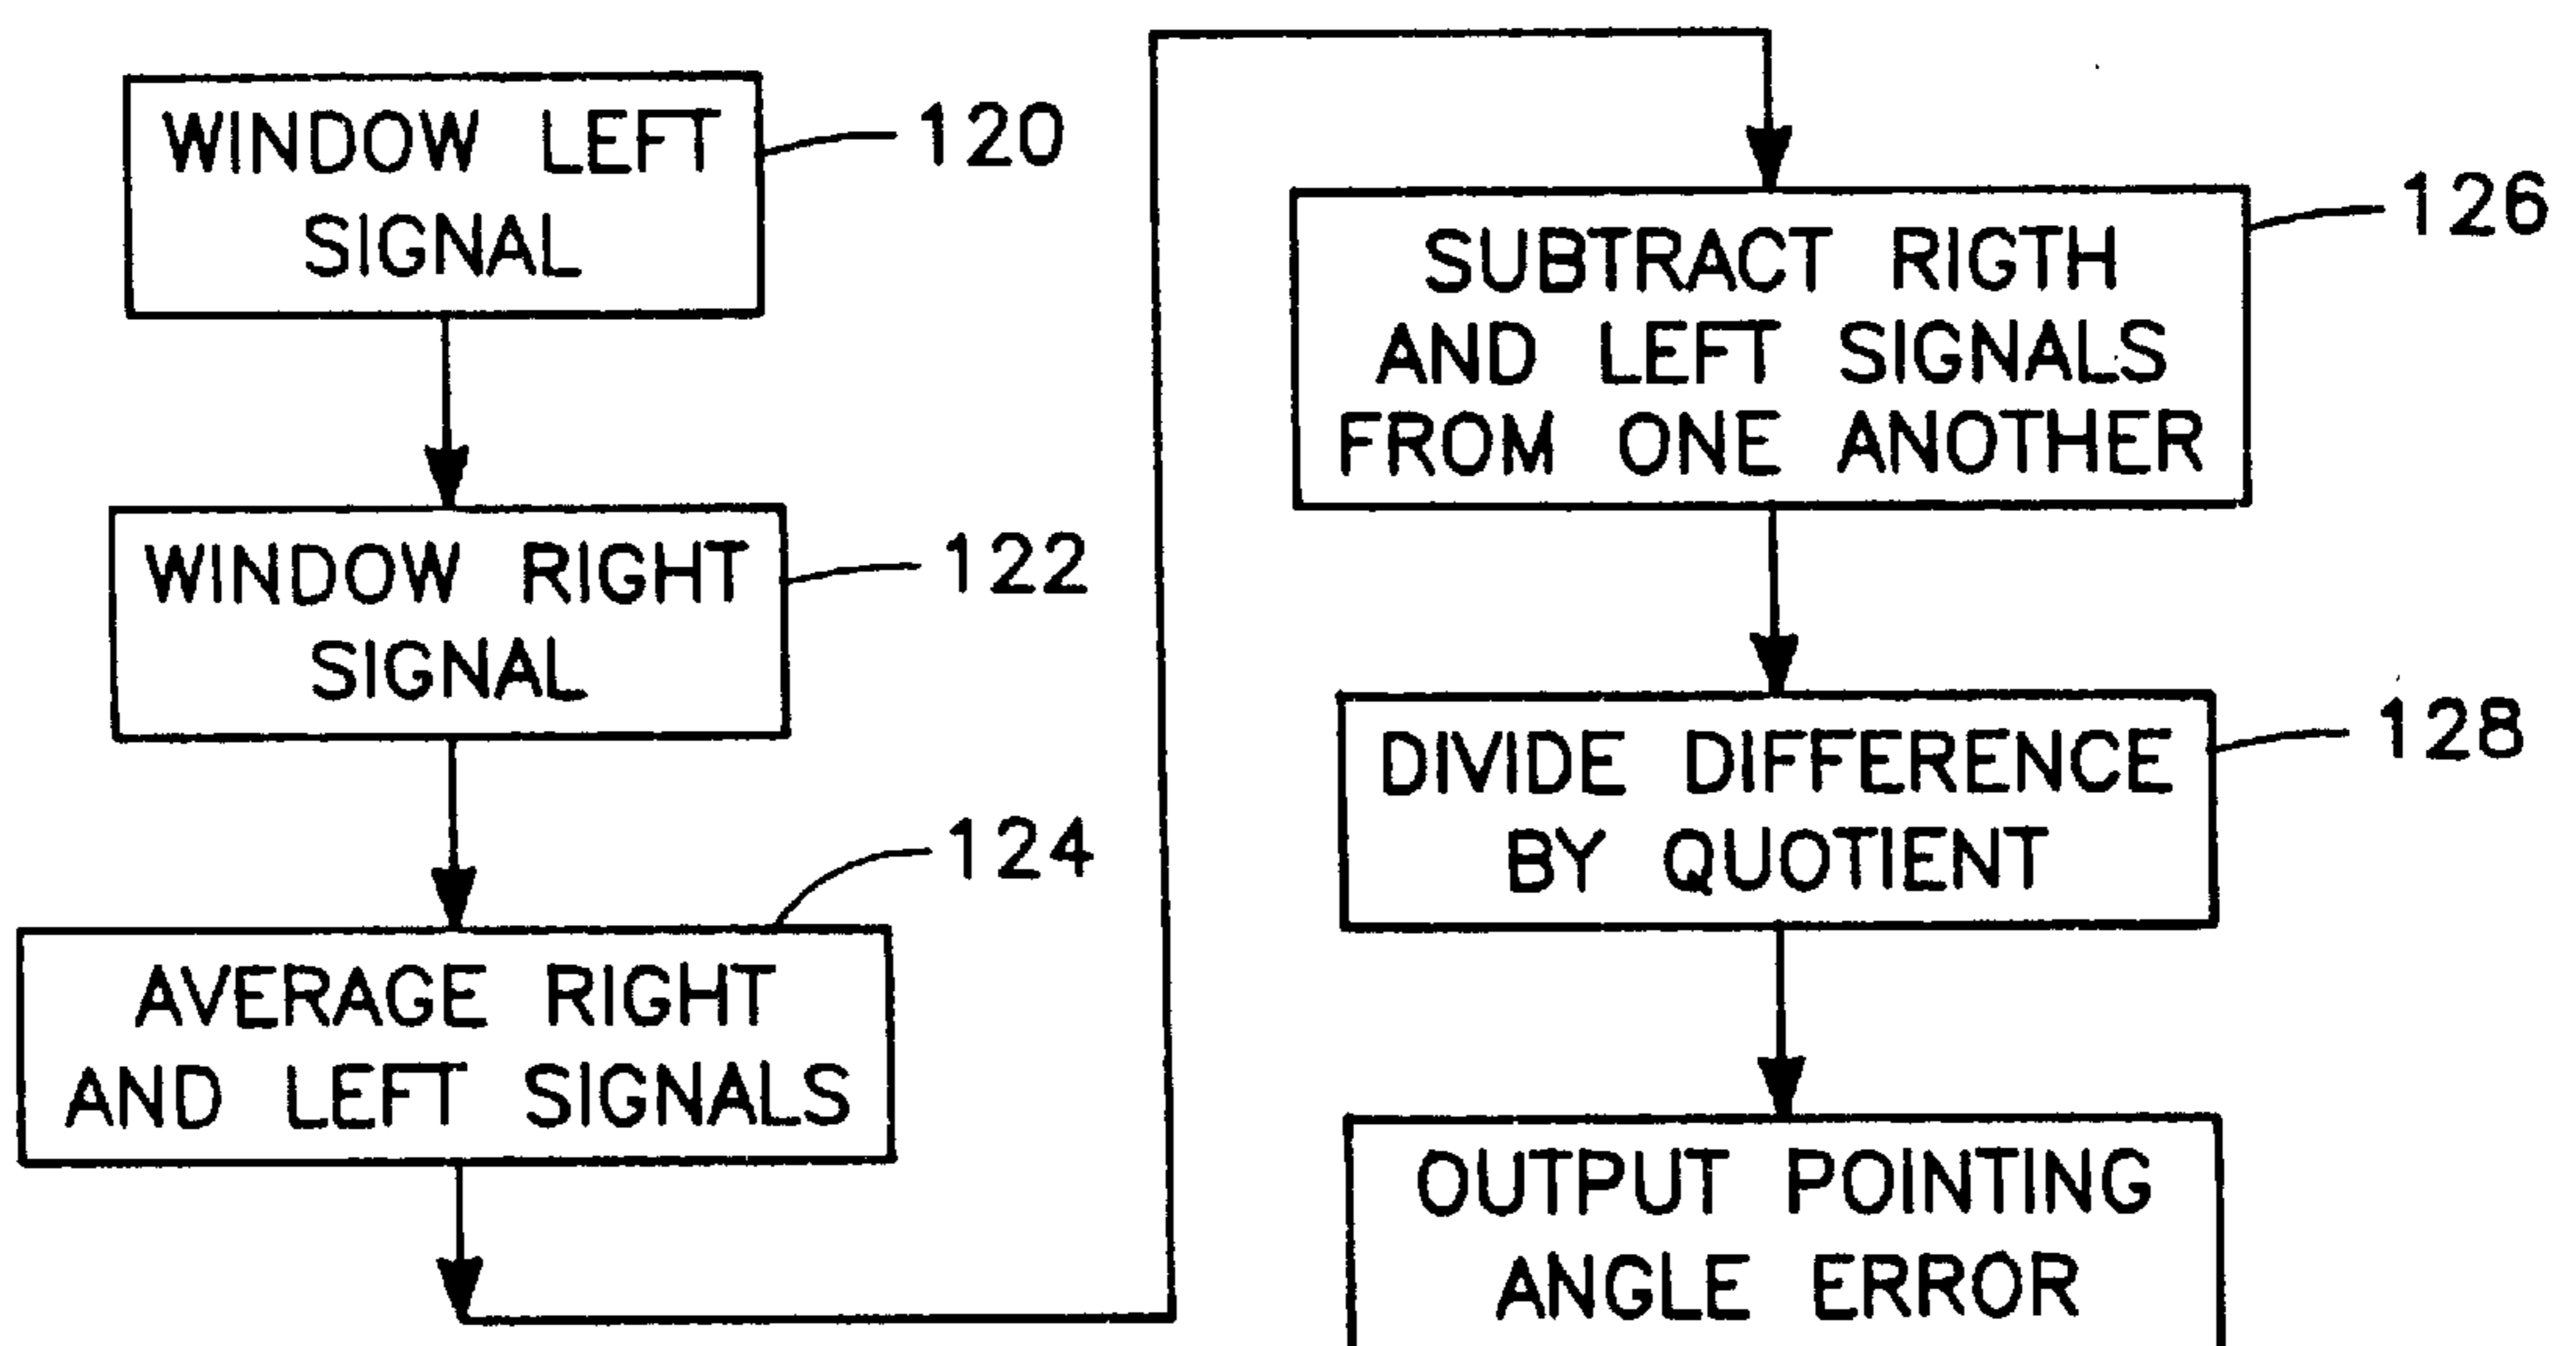 WINDOW LEFT
SIGNAL
120
WINDOW RIGHT
SIGNAL
122
124
AVERAGE RIGHT
AND LEFT SIGNALS
SUBTRACT RIGTH
AND LEFT SIGNALS
FROM ONE ANOTHER
126
DIVIDE DIFFERENCE
BY QUOTIENT
128
OUTPUT POINTING
ANGLE ERROR